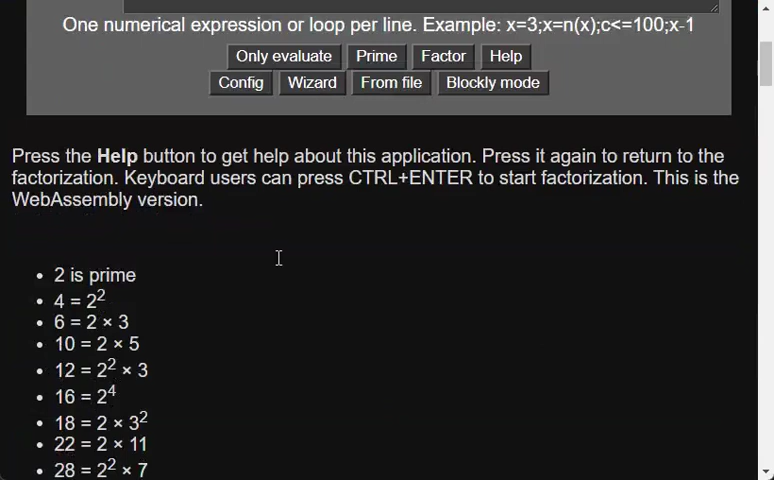 One numerical expression or loop per line. Example: x=3;x=n(x);c<=100;x-1
Only evaluate Prime Factor Help
Config Wizard From file Blockly mode
Press the Help button to get help about this application. Press it again to return to the
factorization. Keyboard users can press CTRL+ENTER to start factorization. This is the
WebAssembly version.
• 2 is prime
• 4 = 2²
• 6 = 2 × 3
• 10 = 2 × 5
• 12 = 2² × 3
• 16 = 2⁴
• 18 = 2 × 3²
• 22 = 2 × 11
• 28 = 2² × 7